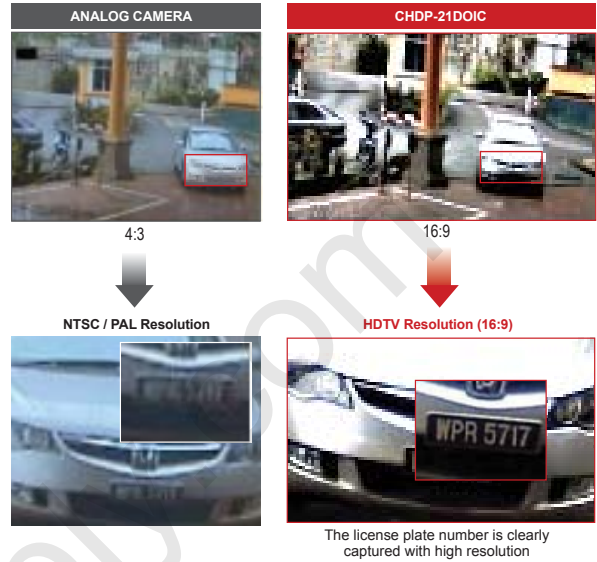 ANALOG CAMERA
CHDP-21DOIC
4:3
16:9
NTSC / PAL Resolution
HDTV Resolution (16:9)
WPR 5717
The license plate number is clearly
captured with high resolution